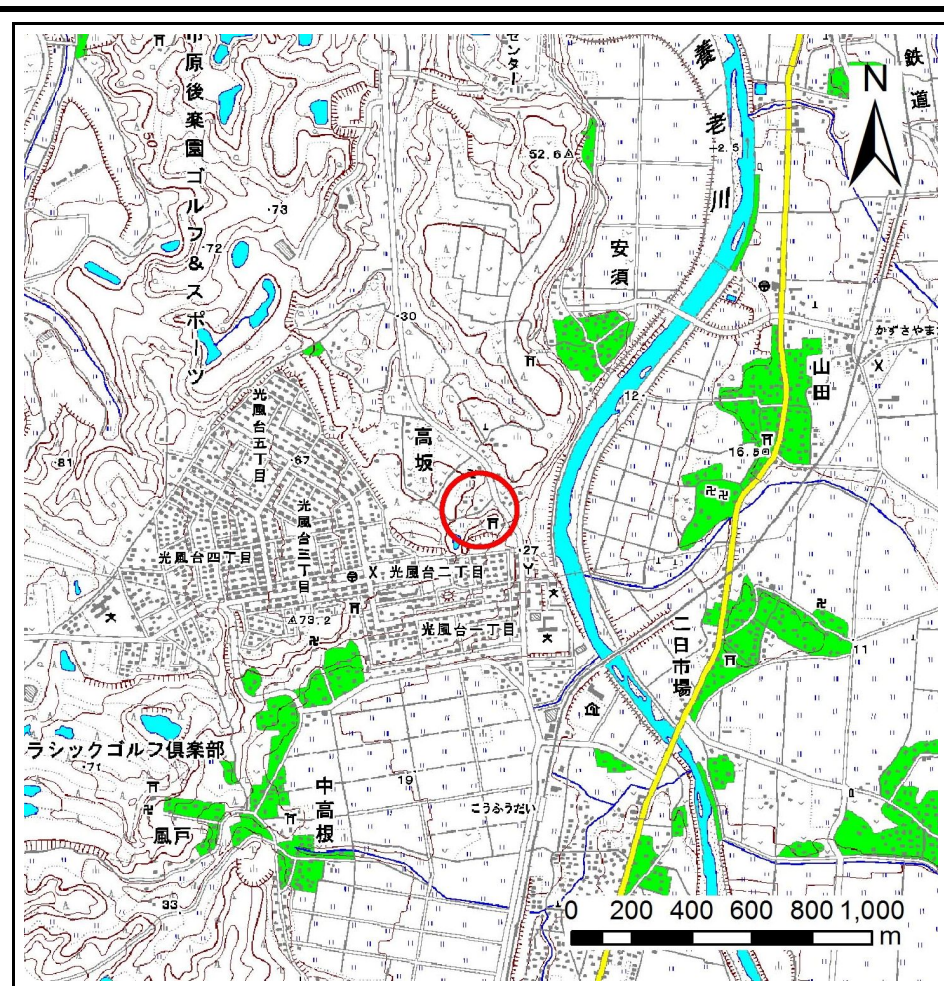 市原後楽園ゴルフ&スポーツ
センター
養老川
鉄道
N
50
52.6
2.5
73
72
安須
30
かずさやま
山田
12
光風台五丁目
高坂
16.8
81
67
光風台三丁目
27
光風台四丁目
光風台二丁目
73.2
光風台一丁目
二日市場
11
ラシックゴルフ倶楽部
71
中高根
19
こうふうだい
風戸
33
0 200 400 600 800 1,000
m